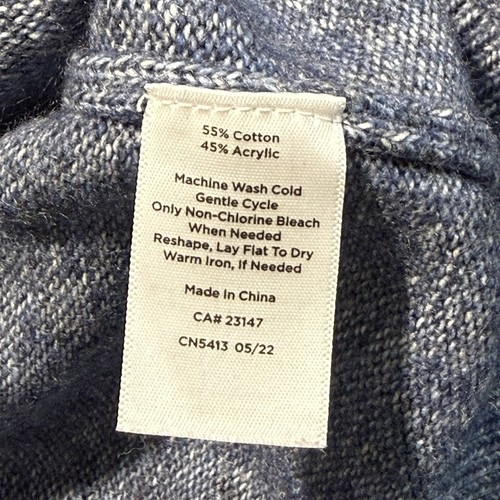 55% Cotton
45% Acrylic
Machine Wash Cold
Gentle Cycle
Only Non-Chlorine Bleach
When Needed
Reshape, Lay Flat To Dry
Warm Iron, If Needed
Made In China
CA# 23147
CN5413 05/22